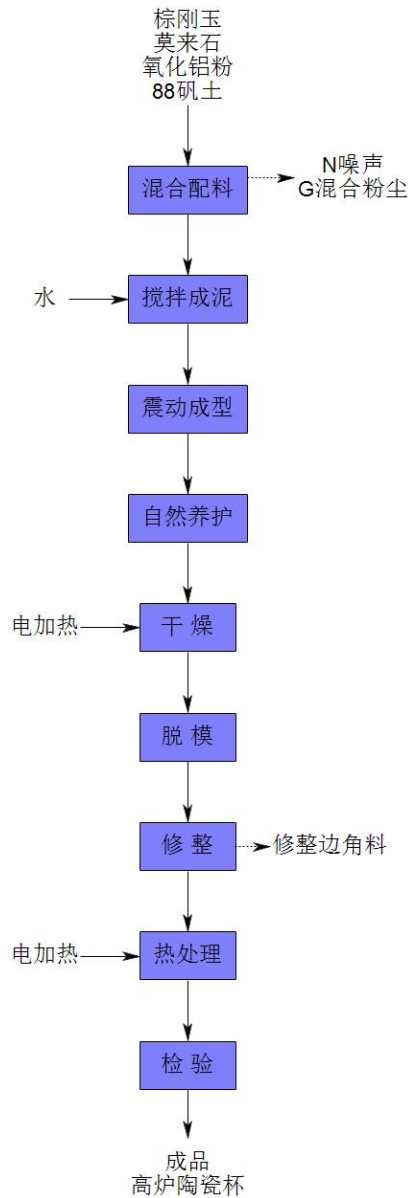 棕刚玉
莫来石
氧化铝粉
88矾土
混合配料
N噪声
G混合粉尘
水
搅拌成泥
震动成型
自然养护
电加热
干 燥
脱 模
修 整
修整边角料
电加热
热处理
检 验
成品
高炉陶瓷杯